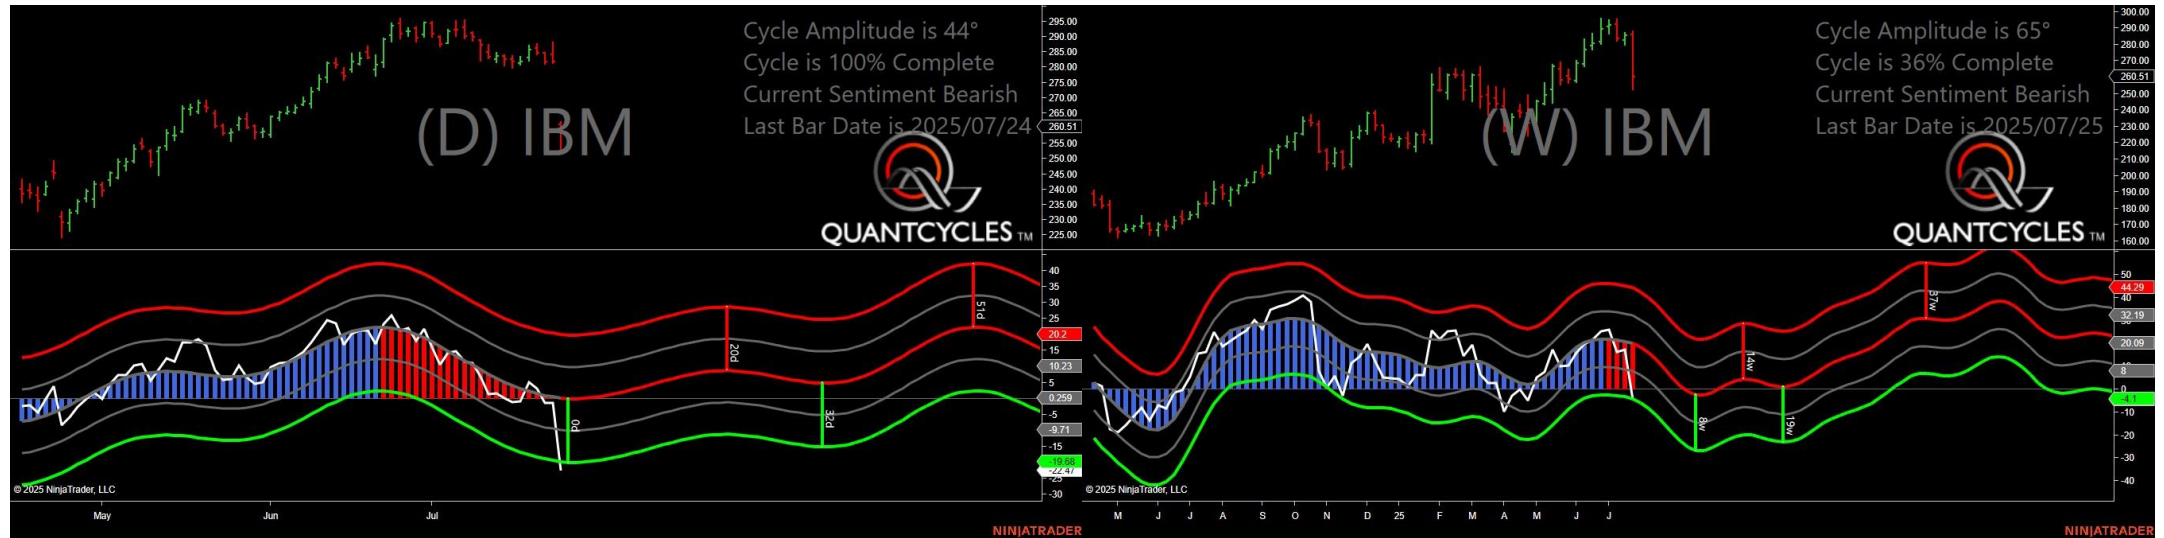 Cycle Amplitude is 44°
Cycle is 100% Complete
Current Sentiment Bearish
Last Bar Date is 2025/07/24
(D) IBM
QUANTCYCLES TM
295.00
290.00
285.00
280.00
275.00
270.00
265.00
260.51
255.00
250.00
245.00
240.00
235.00
230.00
225.00
40
35
30
25
20.2
15
10.23
5
0.259
-5
-9.71
-15
-19.68
-22.47
-25
-30
0d
20d
32d
51d
© 2025 NinjaTrader, LLC
May
Jun
Jul
NINJATRADER
Cycle Amplitude is 65°
Cycle is 36% Complete
Current Sentiment Bearish
Last Bar Date is 2025/07/25
(W) IBM
QUANTCYCLES TM
300.00
290.00
280.00
270.00
260.51
250.00
240.00
230.00
220.00
210.00
200.00
190.00
180.00
170.00
160.00
50
44.29
40
32.19
20.09
8
0
-4.1
-10
-20
-30
-40
8w
14w
19w
37w
© 2025 NinjaTrader, LLC
M
J
J
A
S
O
N
D
25
F
M
A
M
J
J
NINJATRADER